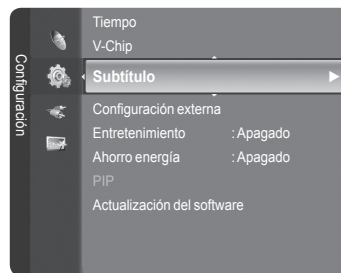 Configuración
Tiempo
V-Chip
Subtítulo
Configuración externa
Entretenimiento : Apagado
Ahorro energía : Apagado
PIP
Actualización del software